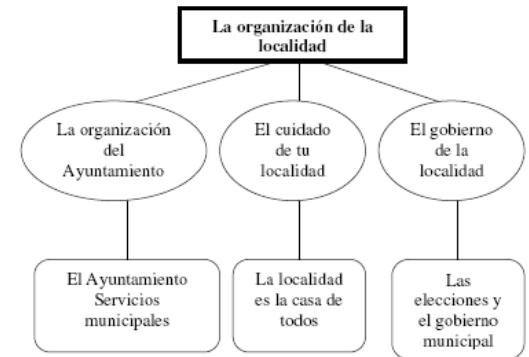 La organización de la
localidad
La organización
del
Ayuntamiento
El cuidado
de tu
localidad
El gobierno
de la
localidad
El Ayuntamiento
Servicios
municipales
La localidad
es la casa de
todos
Las
elecciones y
el gobierno
municipal